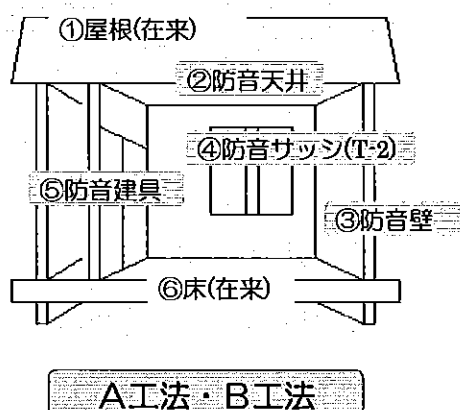 ①屋根(在来)
②防音天井
④防音サッシ(T-2)
⑤防音建具
③防音壁
⑥床(在来)
A工法・B工法